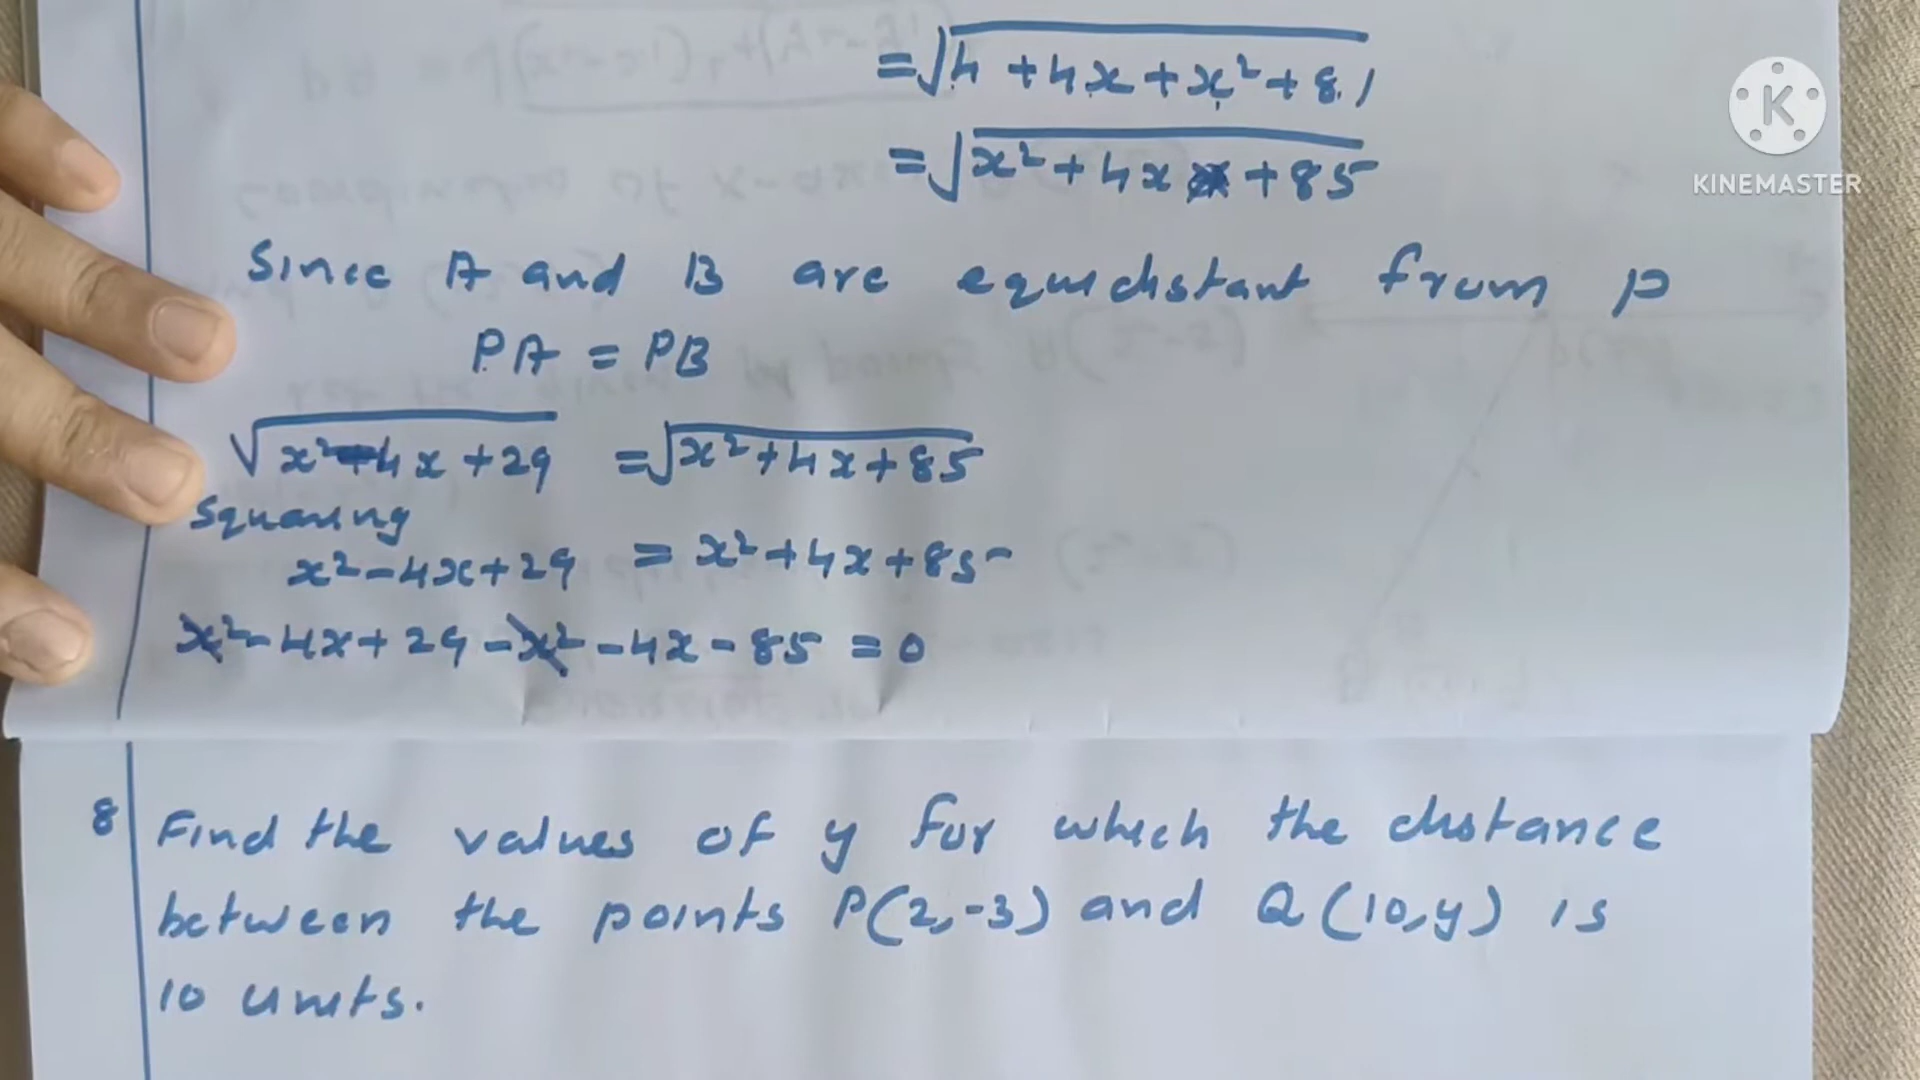 =√4+4x+x²+81
=√x²+4x+85
K
KINEMASTER
Since A and B are equidistant from P
PA = PB
√x²-4x+29 =√x²+4x+85
Squaring
x²-4x+29 = x²+4x+85
x²-4x+29-x²-4x-85=0
8 Find the values of y for which the distance
between the points P(2,-3) and Q(10,y) is
10 units.